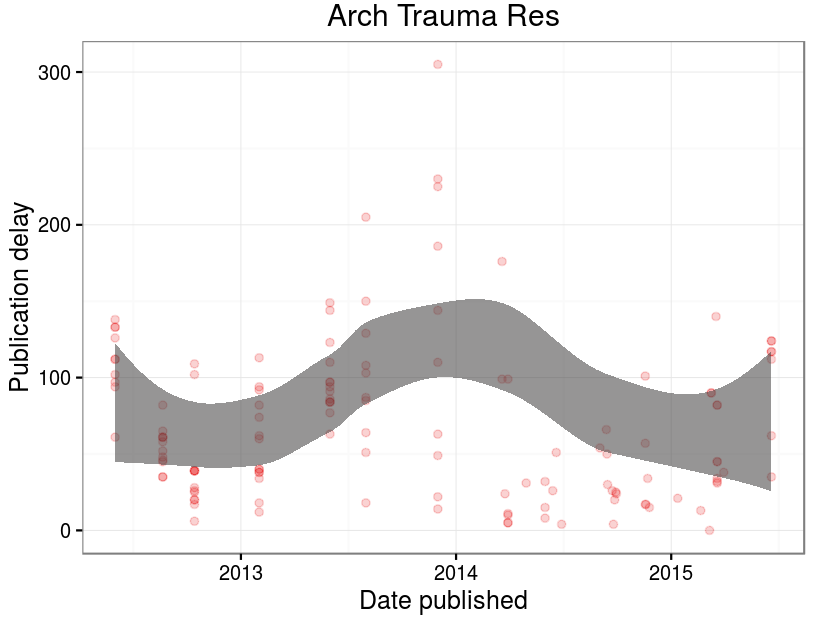 Arch Trauma Res
Publication delay
300
200
100
0
2013
2014
2015
Date published